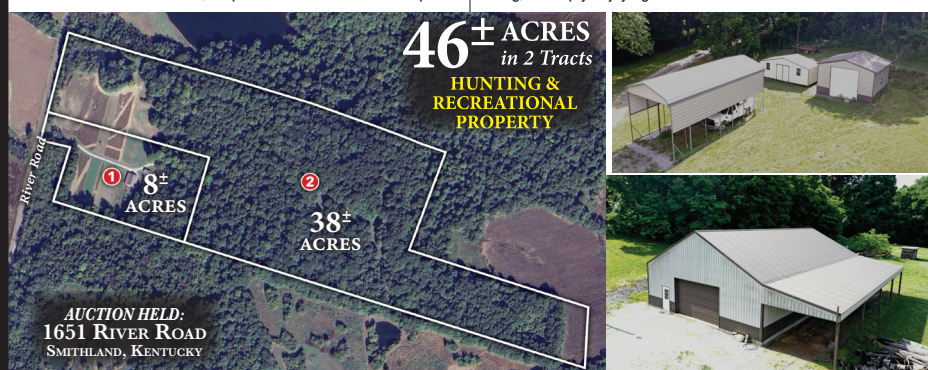 46± ACRES
in 2 Tracts
HUNTING &
RECREATIONAL
PROPERTY
River Road
1
8±
ACRES
2
38±
ACRES
AUCTION HELD:
1651 River Road
Smithland, Kentucky